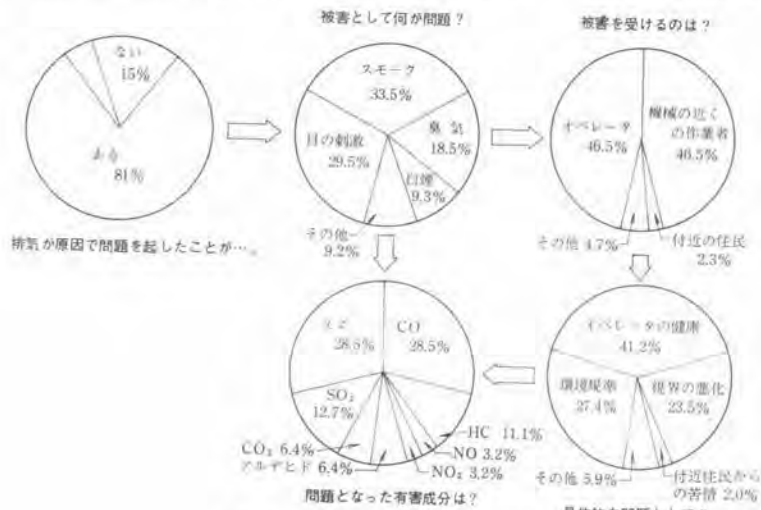 被害として何が問題？
被害を受けるのは？
ない
15%
ある
81%
排気が原因で問題を起したことが…。
スモーク
33.5%
臭気
18.5%
白煙
9.3%
その他
9.2%
目の刺激
29.5%
オペレータ
46.5%
機械の近く
の作業者
46.5%
その他 4.7%
付近の住民
2.3%
CO
28.5%
28.5%
SO₂
12.7%
CO₂ 6.4%
アルデヒド 6.4%
HC 11.1%
NO 3.2%
NO₂ 3.2%
問題となった有害成分は？
オペレータの健康
41.2%
環境規準
27.4%
視界の悪化
23.5%
その他 5.9%
付近住民から
の苦情 2.0%